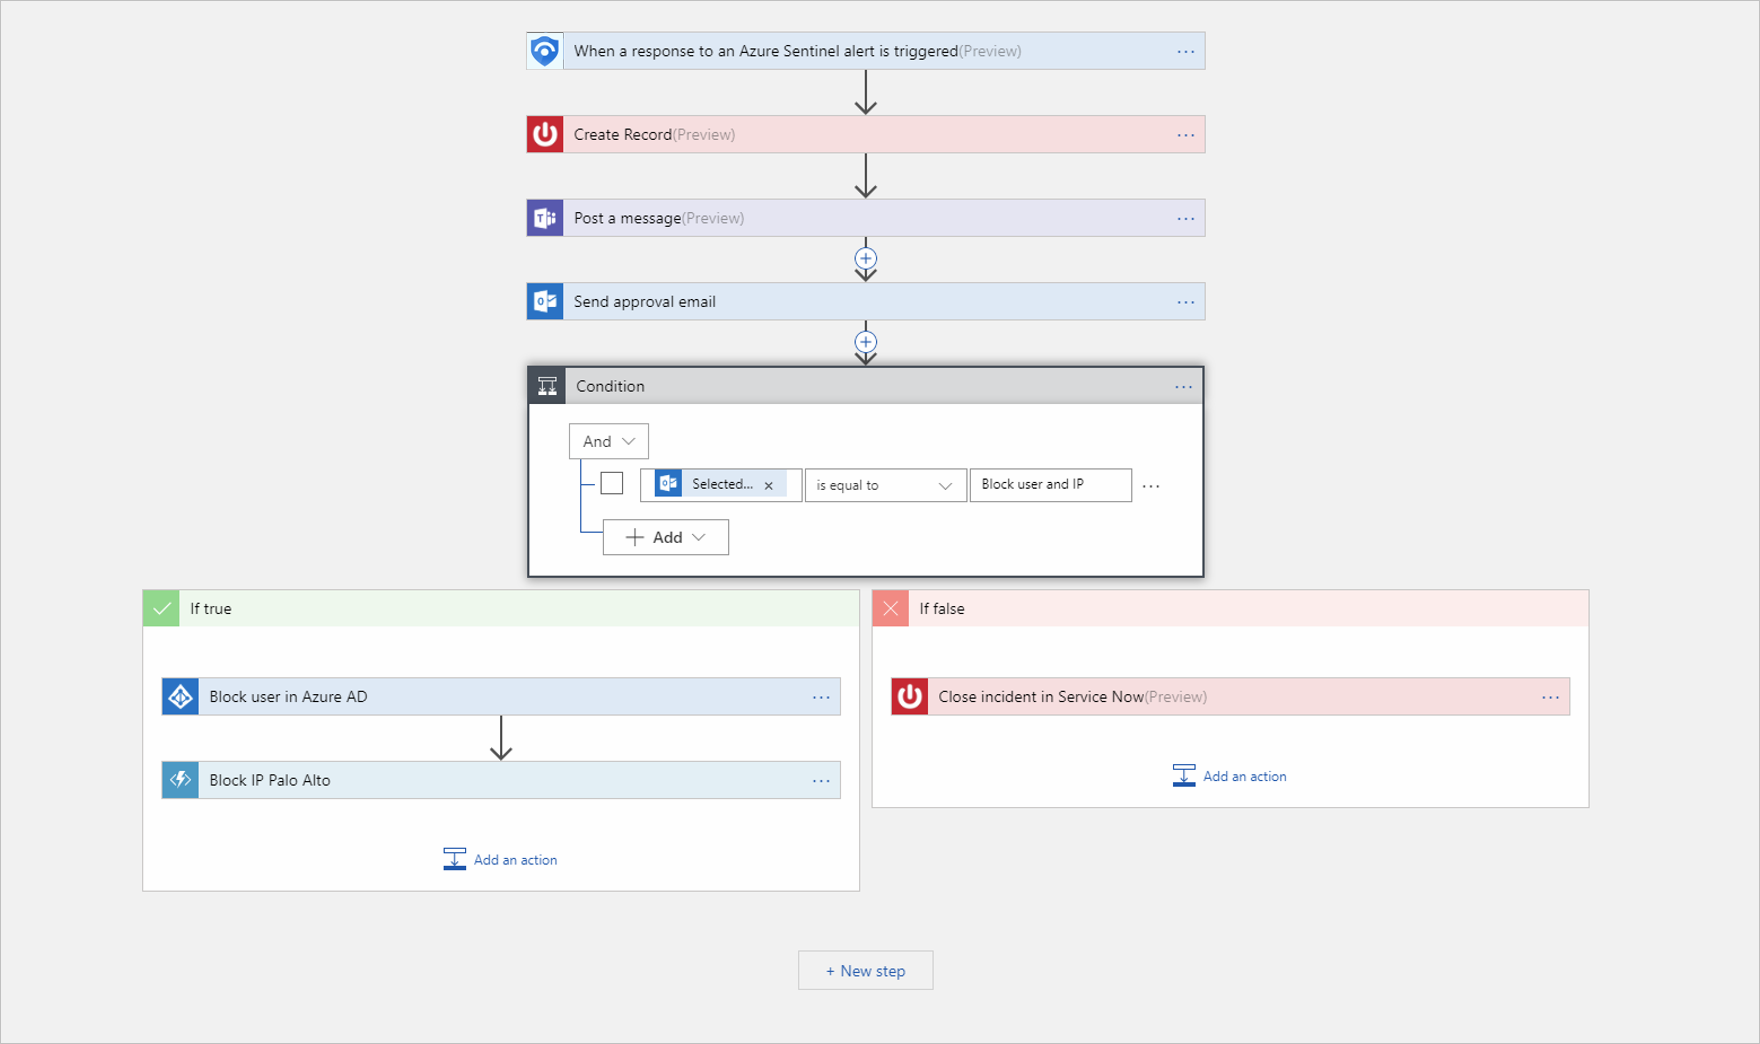 When a response to an Azure Sentinel alert is triggered(Preview)
Create Record(Preview)
Post a message(Preview)
Send approval email
Condition
And
Selected... × is equal to Block user and IP
+ Add
If true
If false
Block user in Azure AD
Close incident in Service Now(Preview)
Block IP Palo Alto
Add an action
Add an action
+ New step